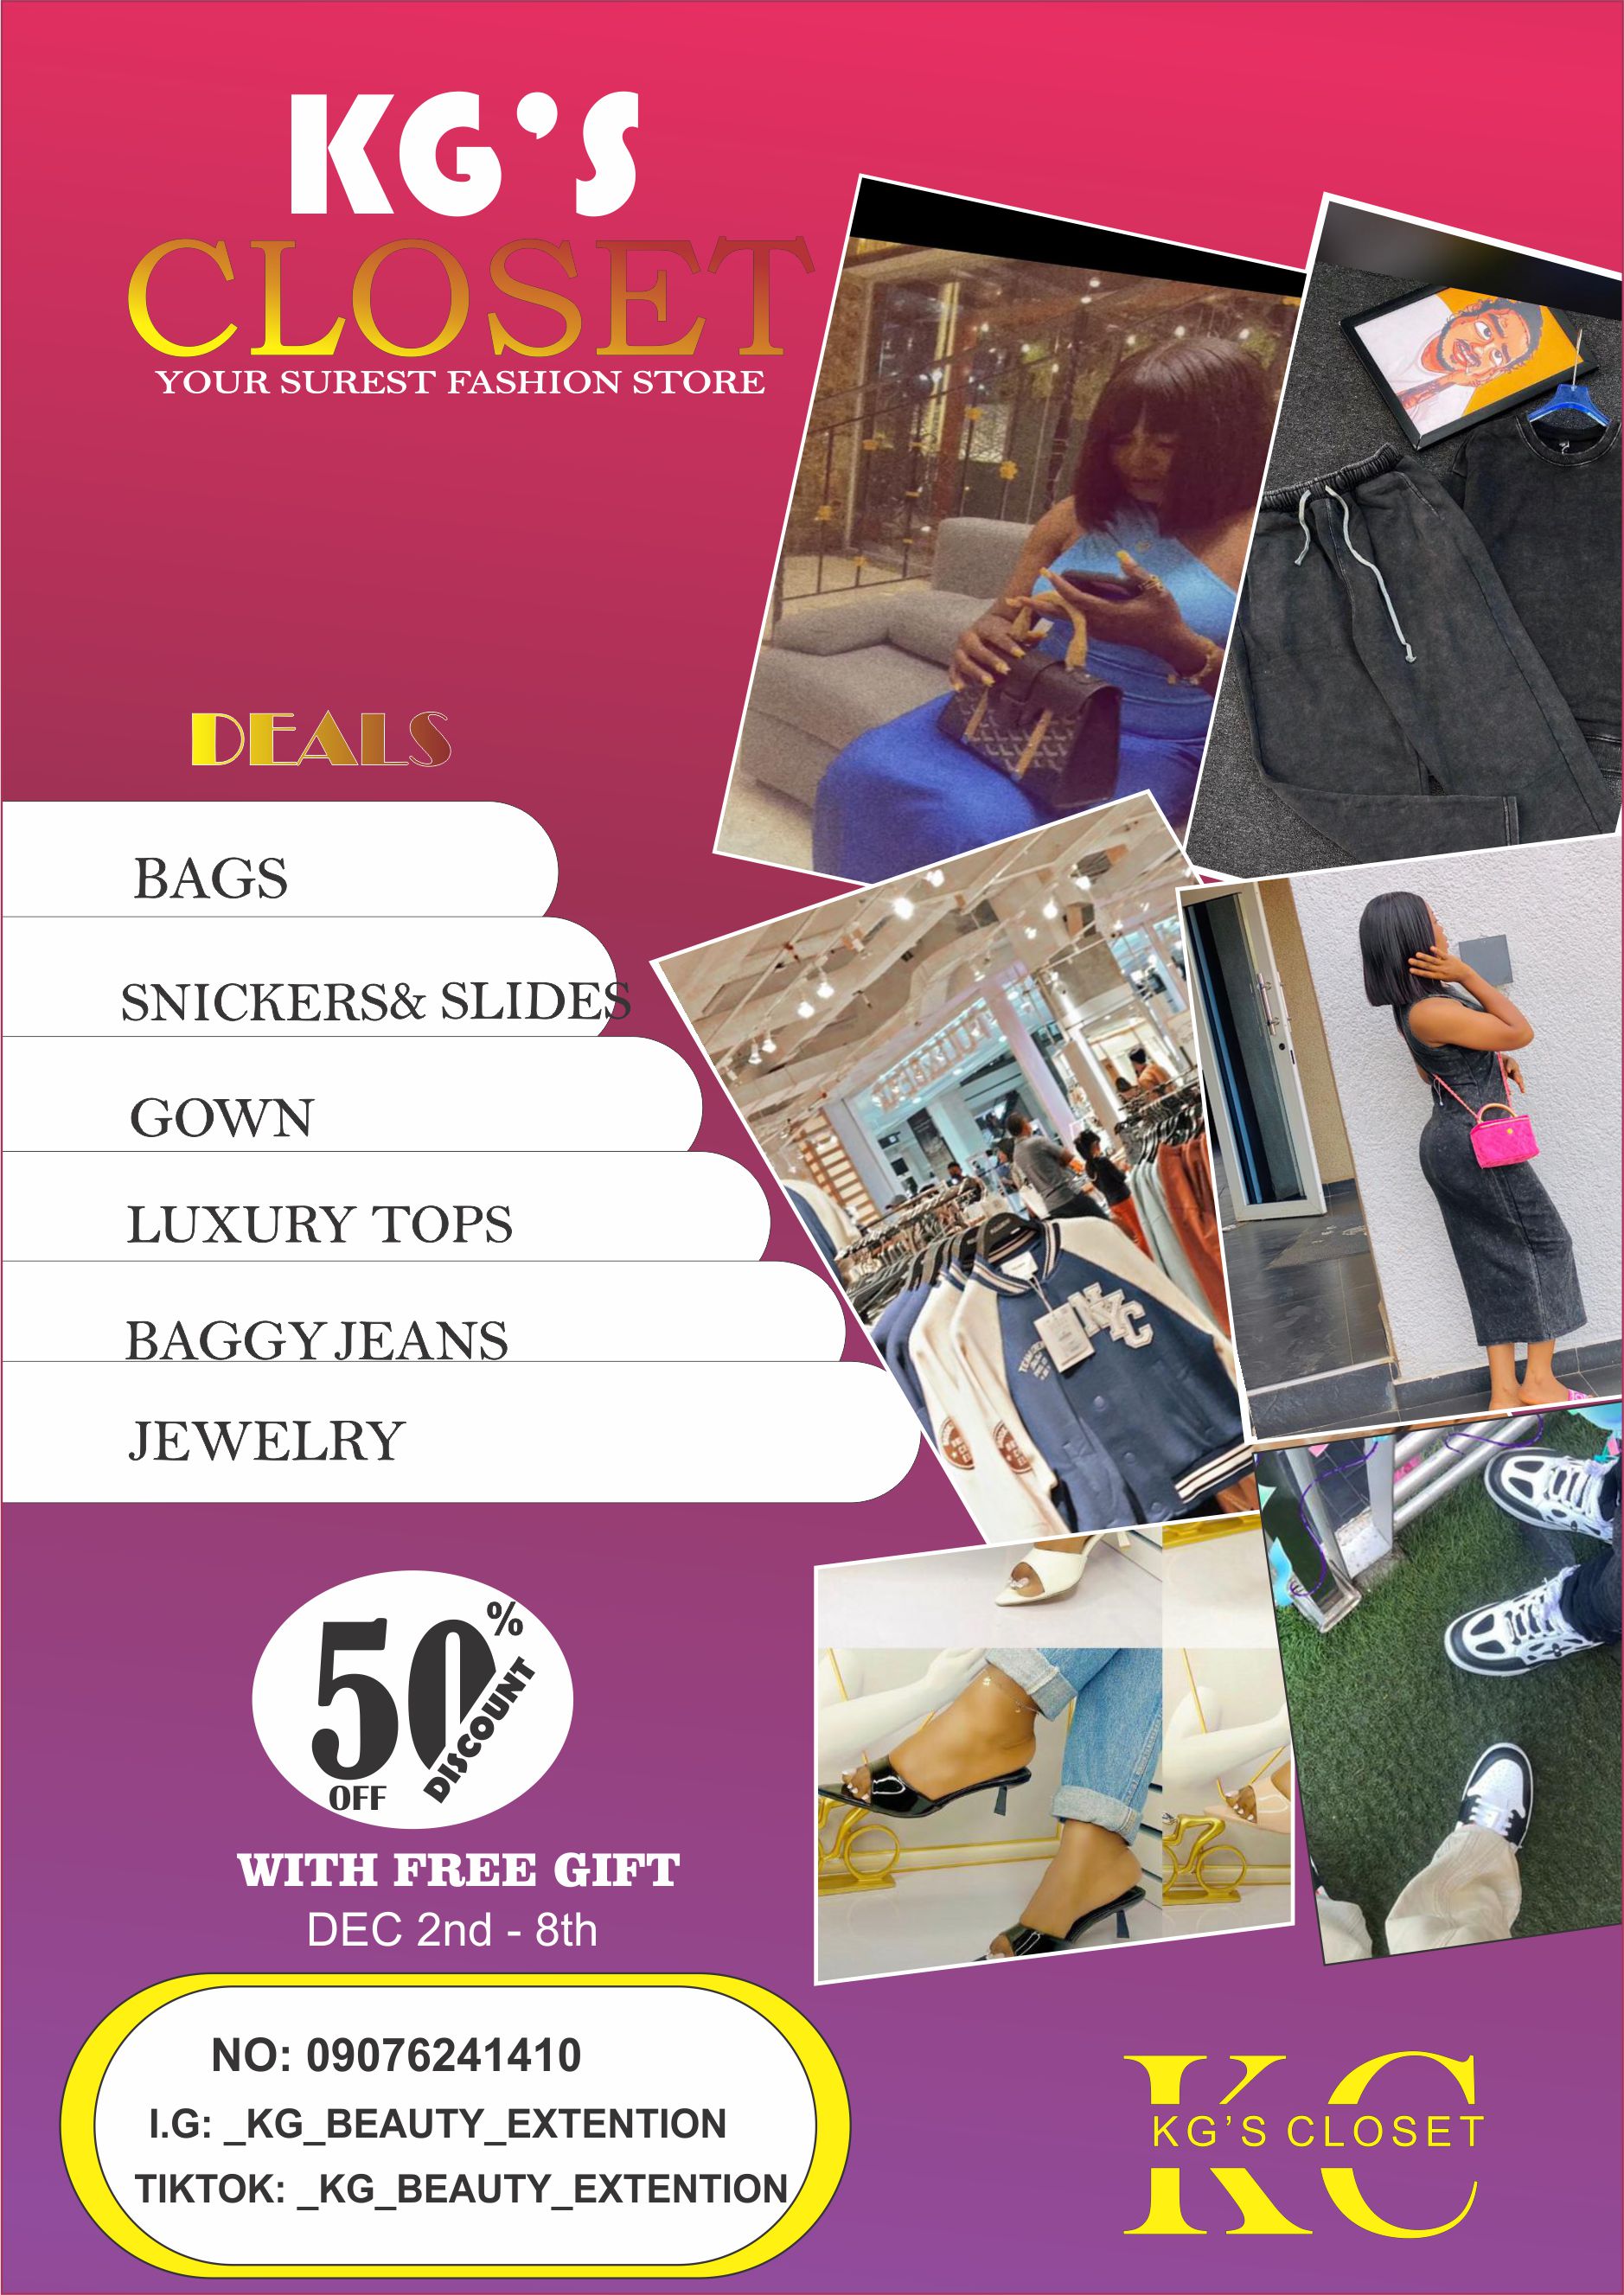 KG'S
CLOSET
YOUR SUREST FASHION STORE
DEALS
BAGS
SNICKERS& SLIDES
GOWN
LUXURY TOPS
BAGGY JEANS
JEWELRY
NYC
50%
OFF
DISCOUNT
WITH FREE GIFT
DEC 2nd - 8th
NO: 09076241410
I.G: _KG_BEAUTY_EXTENTION
TIKTOK: _KG_BEAUTY_EXTENTION
KC
KG'S CLOSET